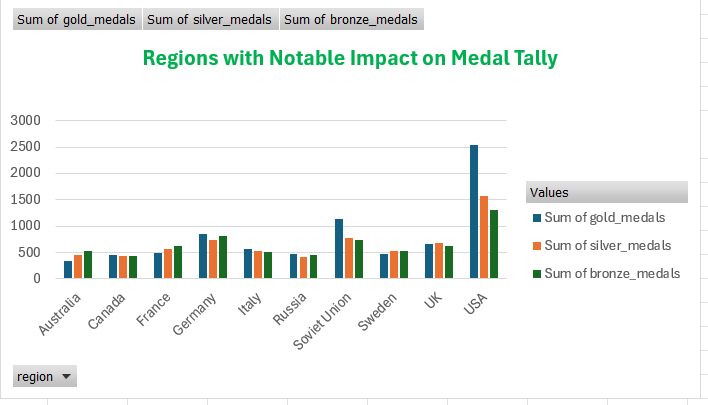 Sum of gold_medals Sum of silver_medals Sum of bronze_medals
Regions with Notable Impact on Medal Tally
3000
2500
2000
1500
1000
500
0
Australia Canada France Germany Italy Russia Soviet Union Sweden UK USA
Values
Sum of gold_medals
Sum of silver_medals
Sum of bronze_medals
region